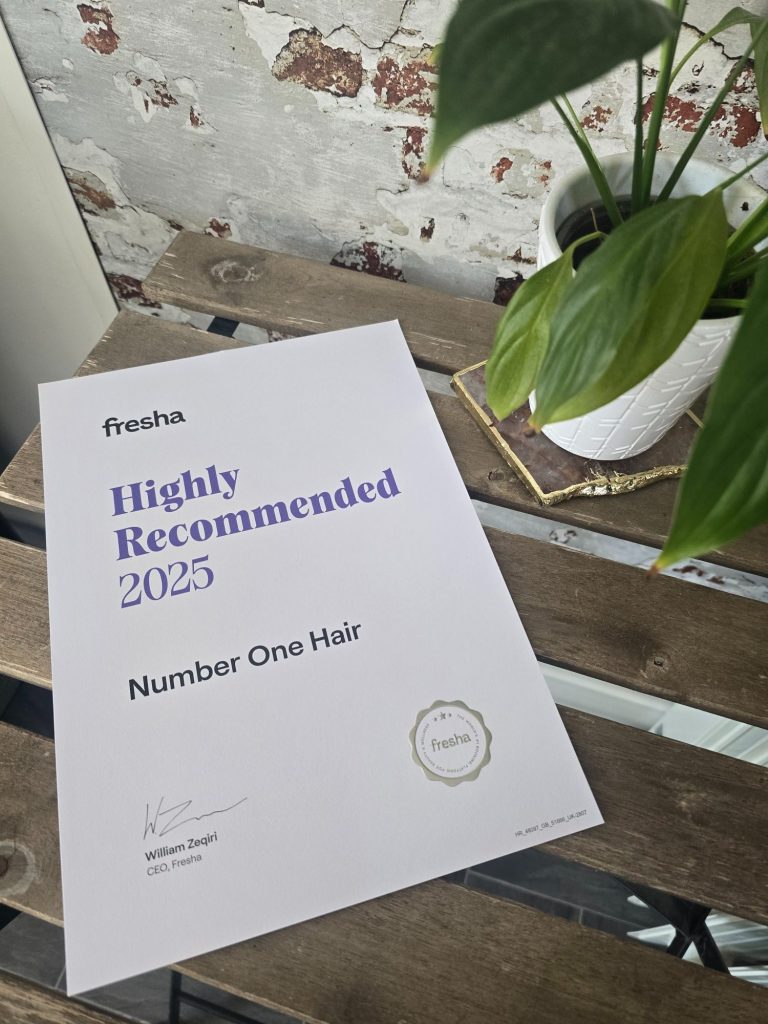 fresha
Highly
Recommended
2025
Number One Hair
fresha
William Zeqiri
CEO, Fresha